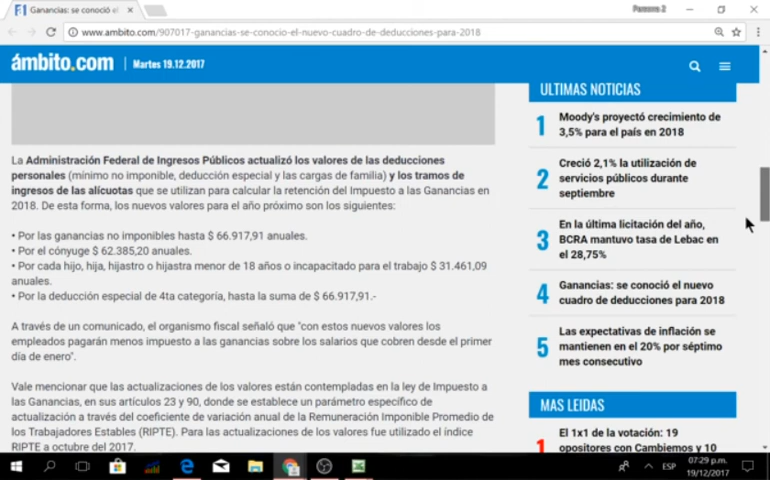 Ganancias: se conoció el
Persona 2
www.ambito.com/907017-ganancias-se-conocio-el-nuevo-cuadro-de-deducciones-para-2018
ámbito.com
Martes 19.12.2017
La Administración Federal de Ingresos Públicos actualizó los valores de las deducciones
personales (mínimo no imponible, deducción especial y las cargas de familia) y los tramos de
ingresos de las alícuotas que se utilizan para calcular la retención del Impuesto a las Ganancias en
2018. De esta forma, los nuevos valores para el año próximo son los siguientes:
• Por las ganancias no imponibles hasta $ 66.917,91 anuales.
• Por el cónyuge $ 62.385,20 anuales.
• Por cada hijo, hija, hijastro o hijastra menor de 18 años o incapacitado para el trabajo $ 31.461,09
anuales.
• Por la deducción especial de 4ta categoría, hasta la suma de $ 66.917,91.-
A través de un comunicado, el organismo fiscal señaló que "con estos nuevos valores los
empleados pagarán menos impuesto a las ganancias sobre los salarios que cobren desde el primer
día de enero".
Vale mencionar que las actualizaciones de los valores están contempladas en la ley de Impuesto a
las Ganancias, en sus artículos 23 y 90, donde se establece un parámetro específico de
actualización a través del coeficiente de variación anual de la Remuneración Imponible Promedio de
los Trabajadores Estables (RIPTE). Para las actualizaciones de los valores fue utilizado el índice
RIPTE a octubre del 2017.
ULTIMAS NOTICIAS
1 Moody's proyectó crecimiento de
3,5% para el país en 2018
2 Creció 2,1% la utilización de
servicios públicos durante
septiembre
3 En la última licitación del año,
BCRA mantuvo tasa de Lebac en
el 28,75%
4 Ganancias: se conoció el nuevo
cuadro de deducciones para 2018
5 Las expectativas de inflación se
mantienen en el 20% por séptimo
mes consecutivo
MAS LEIDAS
1 El 1x1 de la votación: 19
opositores con Cambiemos y 10
ESP
07:29 p.m.
19/12/2017